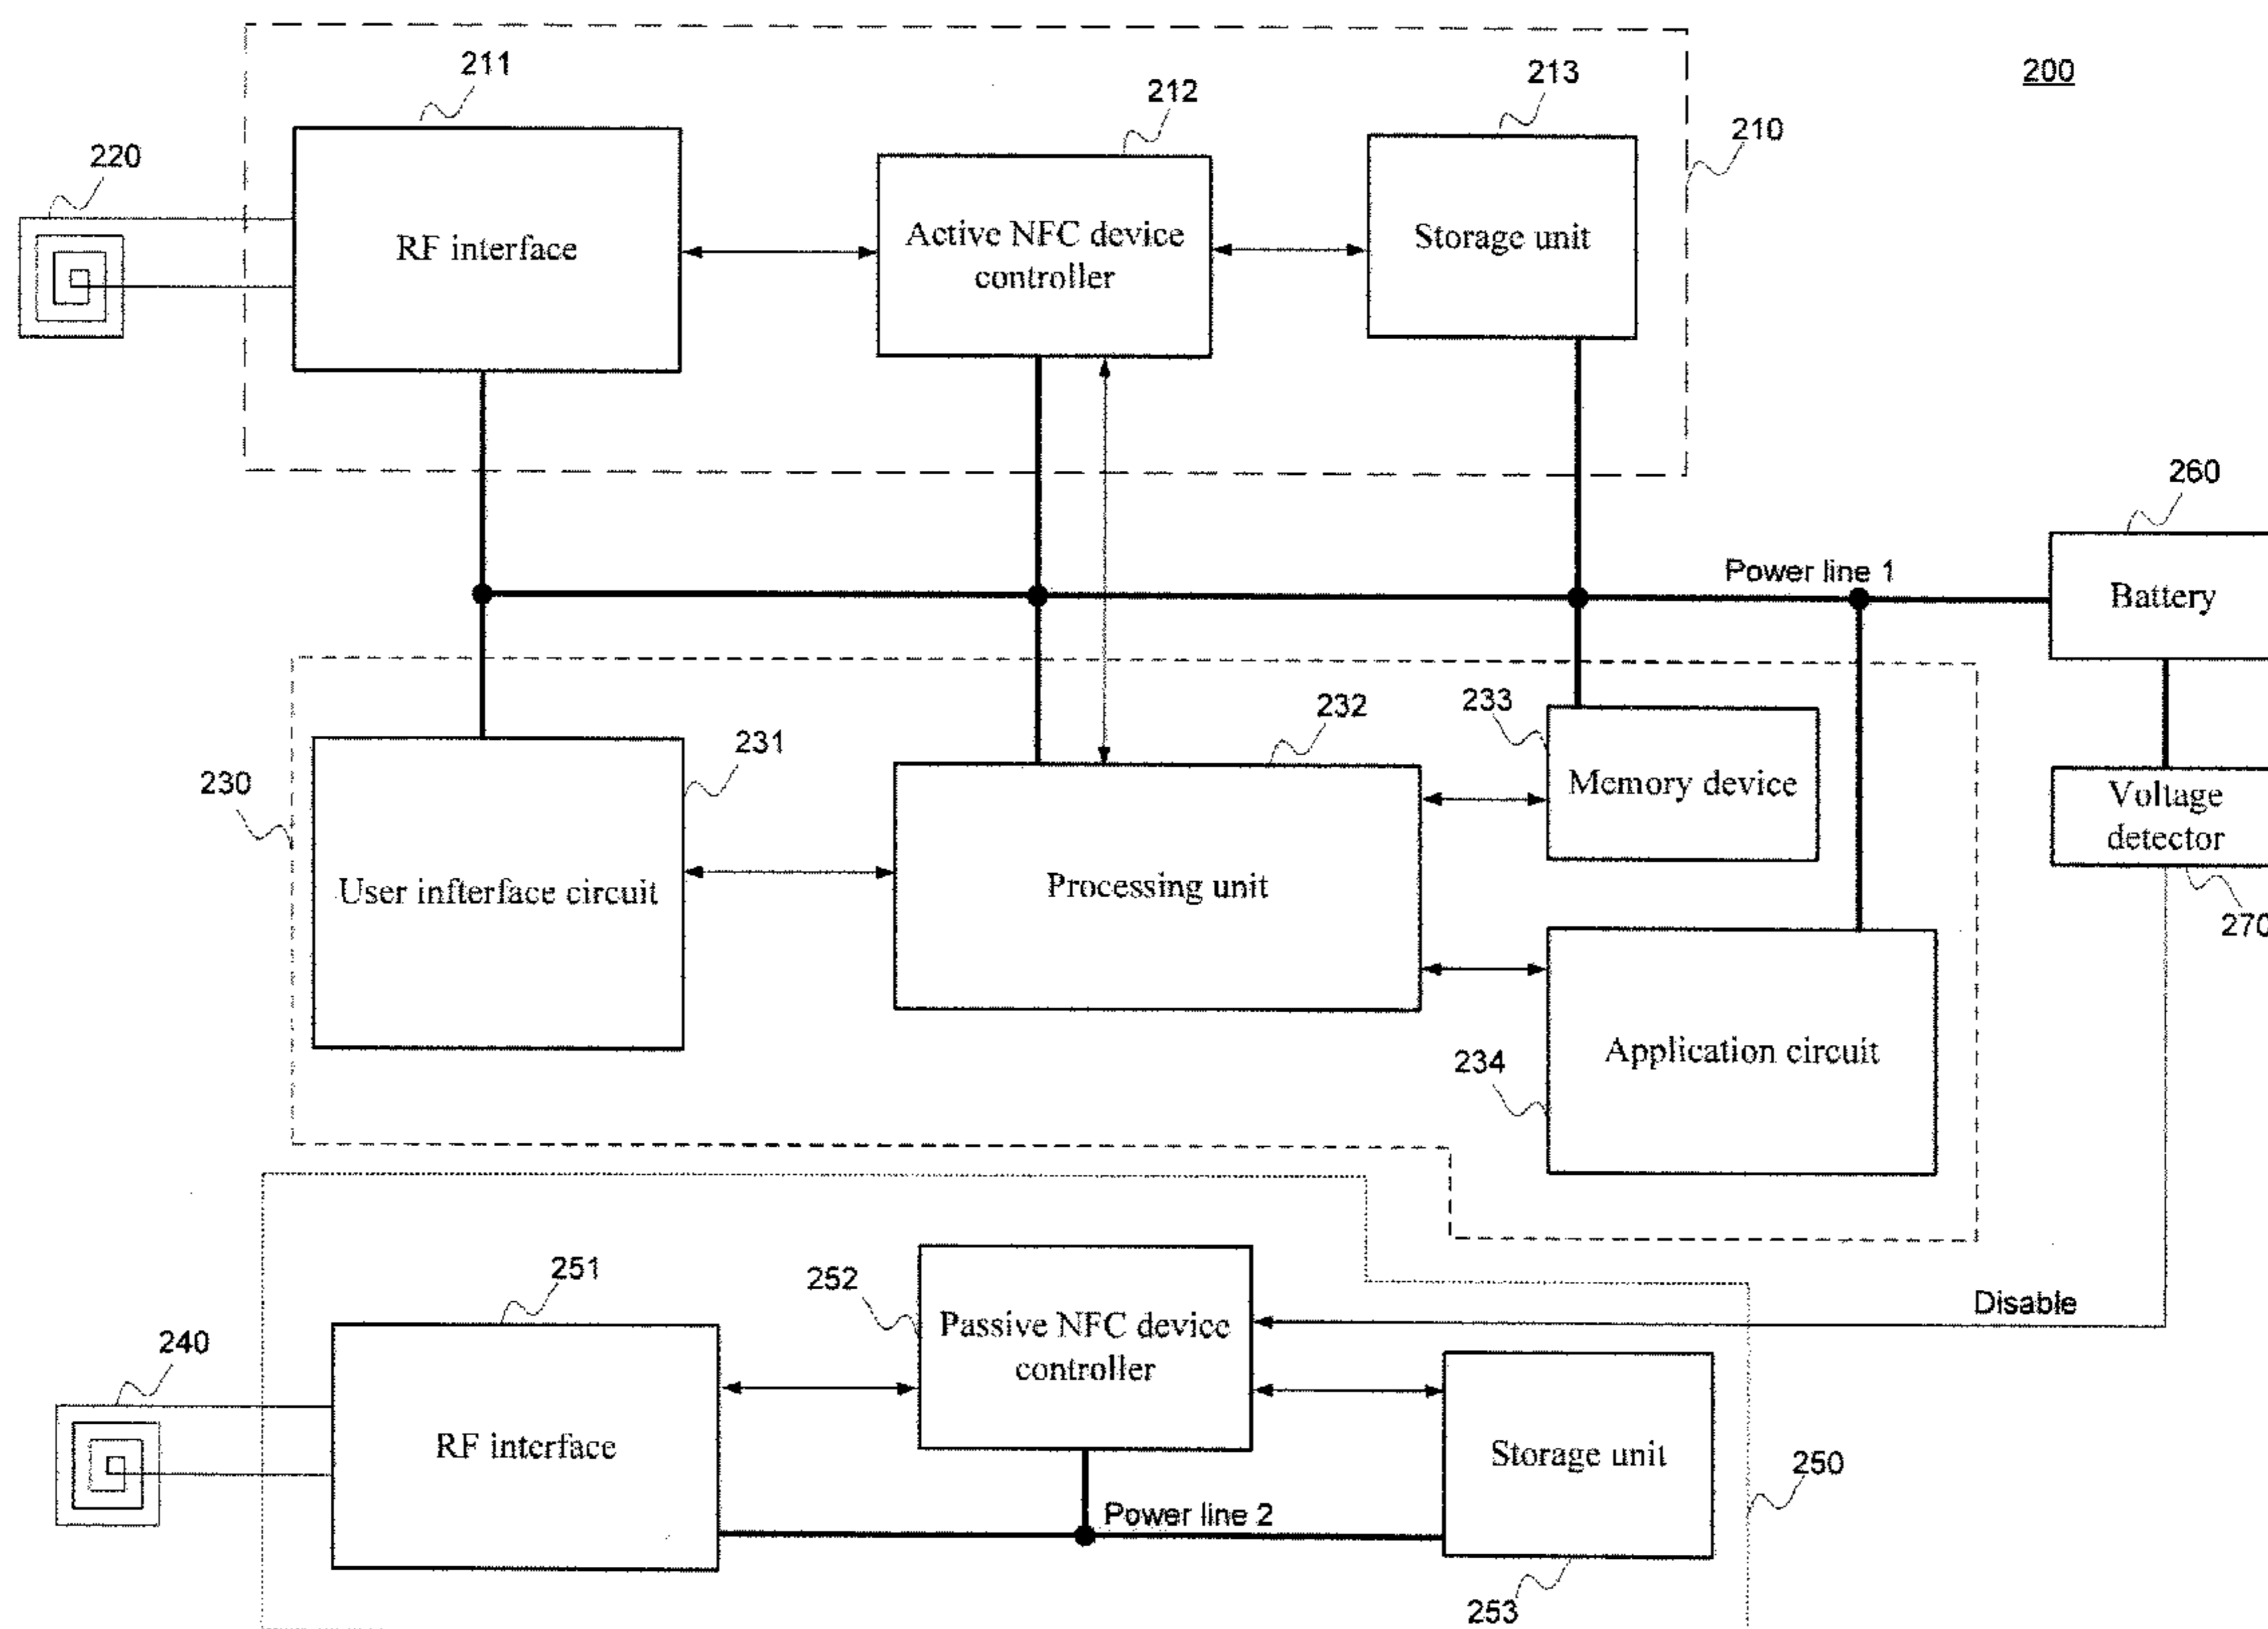 200
211
212
213
210
220
RF interface
Active NFC device
controller
Storage unit
260
Power line 1
Battery
230
231
232
233
Memory device
Voltage
detector
270
User infterface circuit
Processing unit
234
Application circuit
251
252
Passive NFC device
controller
Disable
240
RF interface
Storage unit
250
Power line 2
253